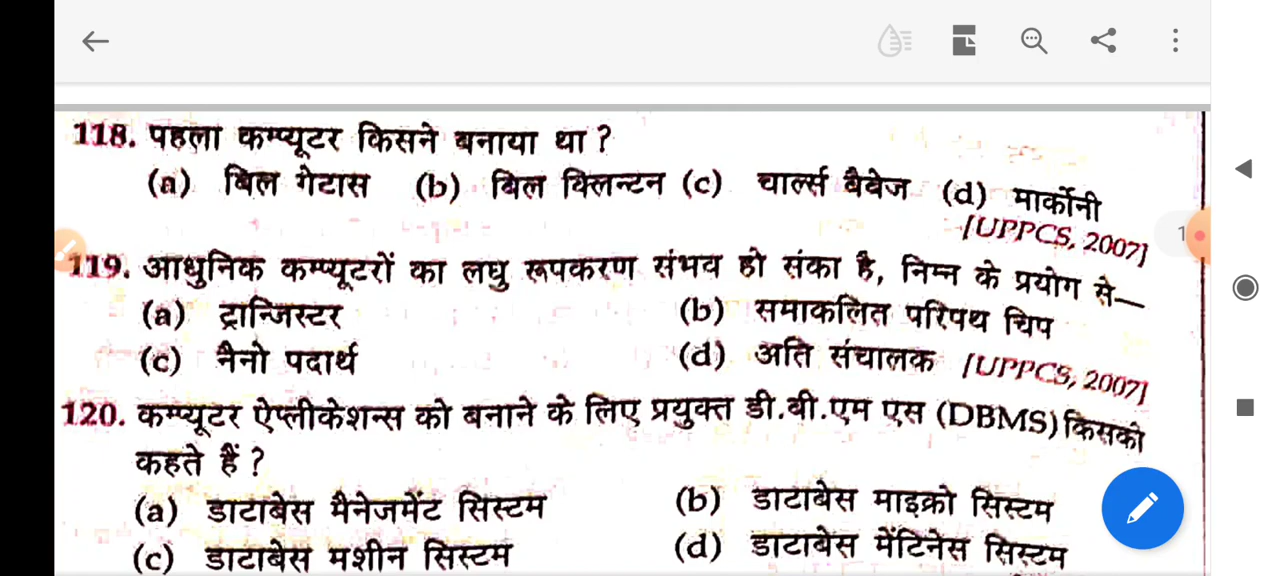 118. पहला कम्प्यूटर किसने बनाया था ?
(a) बिल गेटास (b) बिल क्लिन्टन (c) चार्ल्स बैबेज (d) मार्कोनी
[UPPCS, 2007]
1
119. आधुनिक कम्प्यूटरों का लघु रूपकरण संभव हो संका है, निम्न के प्रयोग से—
(a) ट्रान्जिस्टर (b) समाकलित परिपथ चिप
(c) नैनो पदार्थ (d) अति संचालक [UPPCS, 2007]
120. कम्प्यूटर ऐप्लीकेशन्स को बनाने के लिए प्रयुक्त डी.बी.एम एस (DBMS) किसको
कहते हैं ?
(a) डाटाबेस मैनेजमेंट सिस्टम (b) डाटाबेस माइक्रो सिस्टम
(c) डाटाबेस मशीन सिस्टम (d) डाटाबेस मेंटिनेस सिस्टम